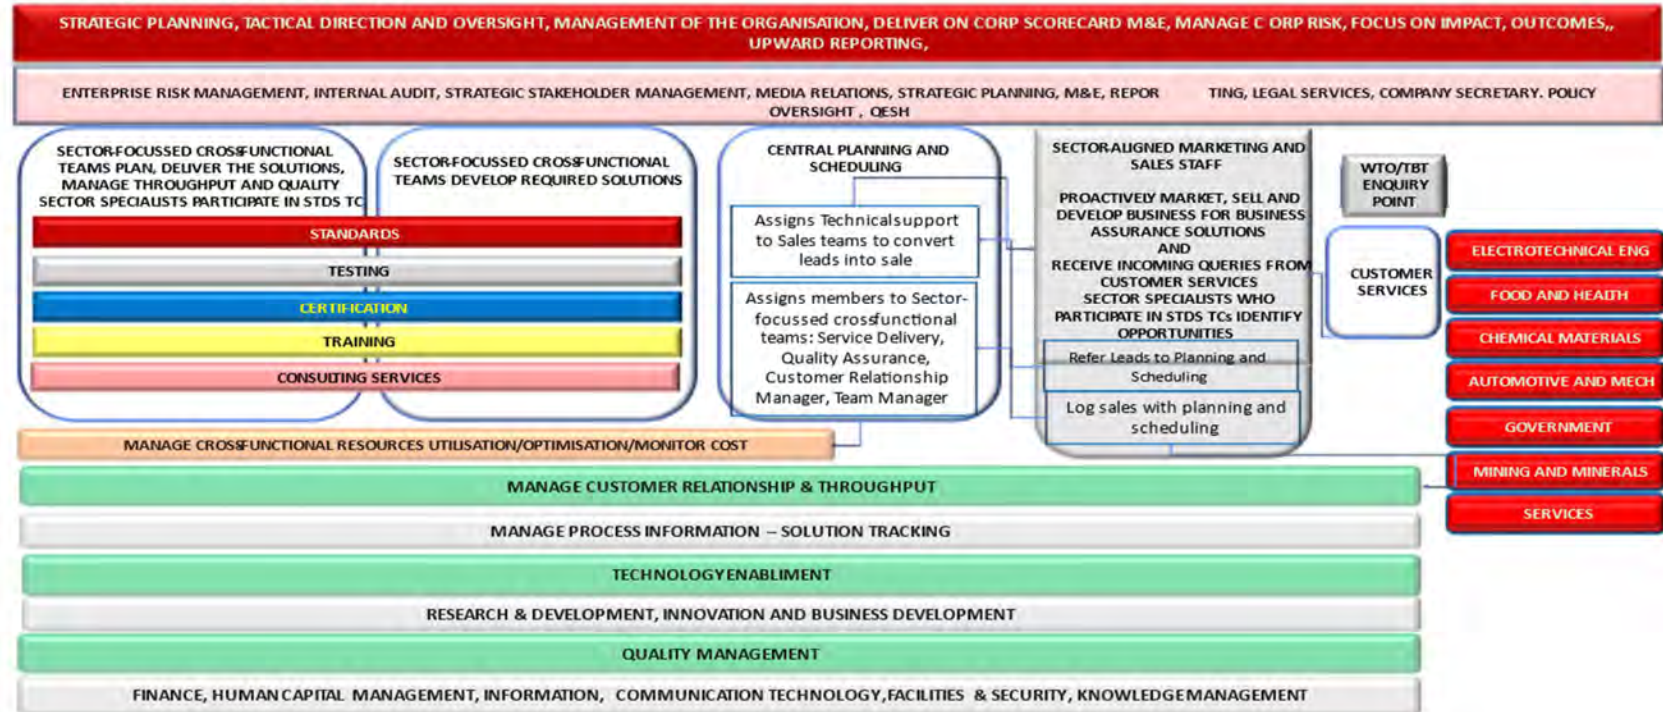 STRATEGIC PLANNING, TACTICAL DIRECTION AND OVERSIGHT, MANAGEMENT OF THE ORGANISATION, DELIVER ON CORP SCORECARD M&E, MANAGE C ORP RISK, FOCUS ON IMPACT, OUTCOMES,,
UPWARD REPORTING,
ENTERPRISE RISK MANAGEMENT, INTERNAL AUDIT, STRATEGIC STAKEHOLDER MANAGEMENT, MEDIA RELATIONS, STRATEGIC PLANNING, M&E, REPOR TING, LEGAL SERVICES, COMPANY SECRETARY. POLICY
OVERSIGHT , QESH
SECTOR-FOCUSSED CROSSFUNCTIONAL
TEAMS PLAN, DELIVER THE SOLUTIONS,
MANAGE THROUGHPUT AND QUALITY
SECTOR SPECIALISTS PARTICIPATE IN STDS TC
SECTOR-FOCUSSED CROSSFUNCTIONAL
TEAMS DEVELOP REQUIRED SOLUTIONS
STANDARDS
TESTING
CERTIFICATION
TRAINING
CONSULTING SERVICES
CENTRAL PLANNING AND
SCHEDULING
Assigns Technicalsupport
to Sales teams to convert
leads into sale
Assigns members to Sector-
focussed crossfunctional
teams: Service Delivery,
Quality Assurance,
Customer Relationship
Manager, Team Manager
SECTOR-ALIGNED MARKETING AND
SALES STAFF
PROACTIVELY MARKET, SELL AND
DEVELOP BUSINESS FOR BUSINESS
ASSURANCE SOLUTIONS
AND
RECEIVE INCOMING QUERIES FROM
CUSTOMER SERVICES
SECTOR SPECIALISTS WHO
PARTICIPATE IN STDS TCs IDENTIFY
OPPORTUNITIES
Refer Leads to Planning and
Scheduling
Log sales with planning and
scheduling
WTO/TBT
ENQUIRY
POINT
CUSTOMER
SERVICES
ELECTROTECHNICAL ENG
FOOD AND HEALTH
CHEMICAL MATERIALS
AUTOMOTIVE AND MECH
GOVERNMENT
MINING AND MINERALS
SERVICES
MANAGE CROSSFUNCTIONAL RESOURCES UTILISATION/OPTIMISATION/MONITOR COST
MANAGE CUSTOMER RELATIONSHIP & THROUGHPUT
MANAGE PROCESS INFORMATION – SOLUTION TRACKING
TECHNOLOGY ENABLIMENT
RESEARCH & DEVELOPMENT, INNOVATION AND BUSINESS DEVELOPMENT
QUALITY MANAGEMENT
FINANCE, HUMAN CAPITAL MANAGEMENT, INFORMATION, COMMUNICATION TECHNOLOGY, FACILITIES & SECURITY, KNOWLEDGE MANAGEMENT